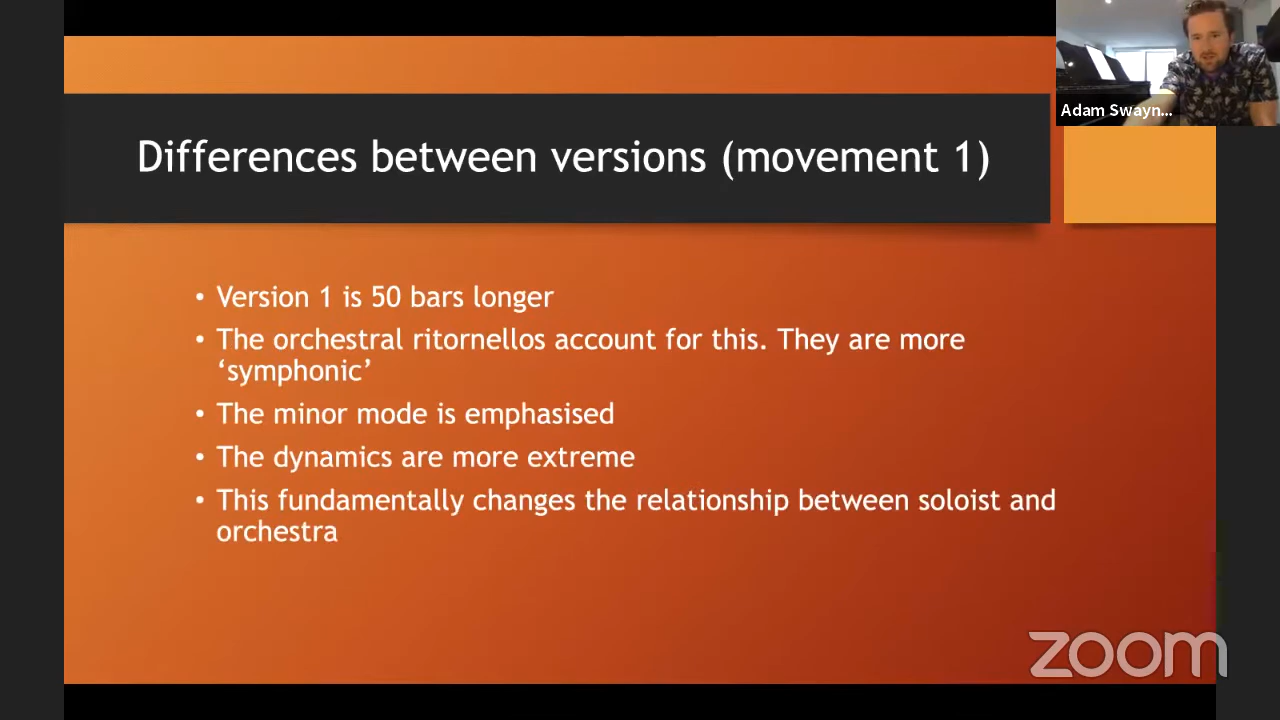 Adam Swayn...
Differences between versions (movement 1)
• Version 1 is 50 bars longer
• The orchestral ritornellos account for this. They are more
‘symphonic’
• The minor mode is emphasised
• The dynamics are more extreme
• This fundamentally changes the relationship between soloist and
orchestra
zoom